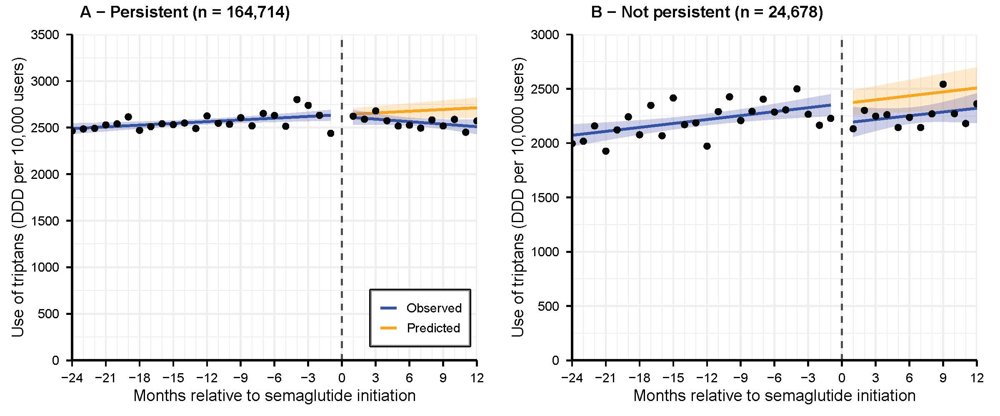 A − Persistent (n = 164,714)
Use of triptans (DDD per 10,000 users)
3500
3000
2500
2000
1500
1000
500
0
Observed
Predicted
−24 −21 −18 −15 −12 −9 −6 −3 0 3 6 9 12
Months relative to semaglutide initiation
B − Not persistent (n = 24,678)
Use of triptans (DDD per 10,000 users)
3000
2500
2000
1500
1000
500
0
−24 −21 −18 −15 −12 −9 −6 −3 0 3 6 9 12
Months relative to semaglutide initiation